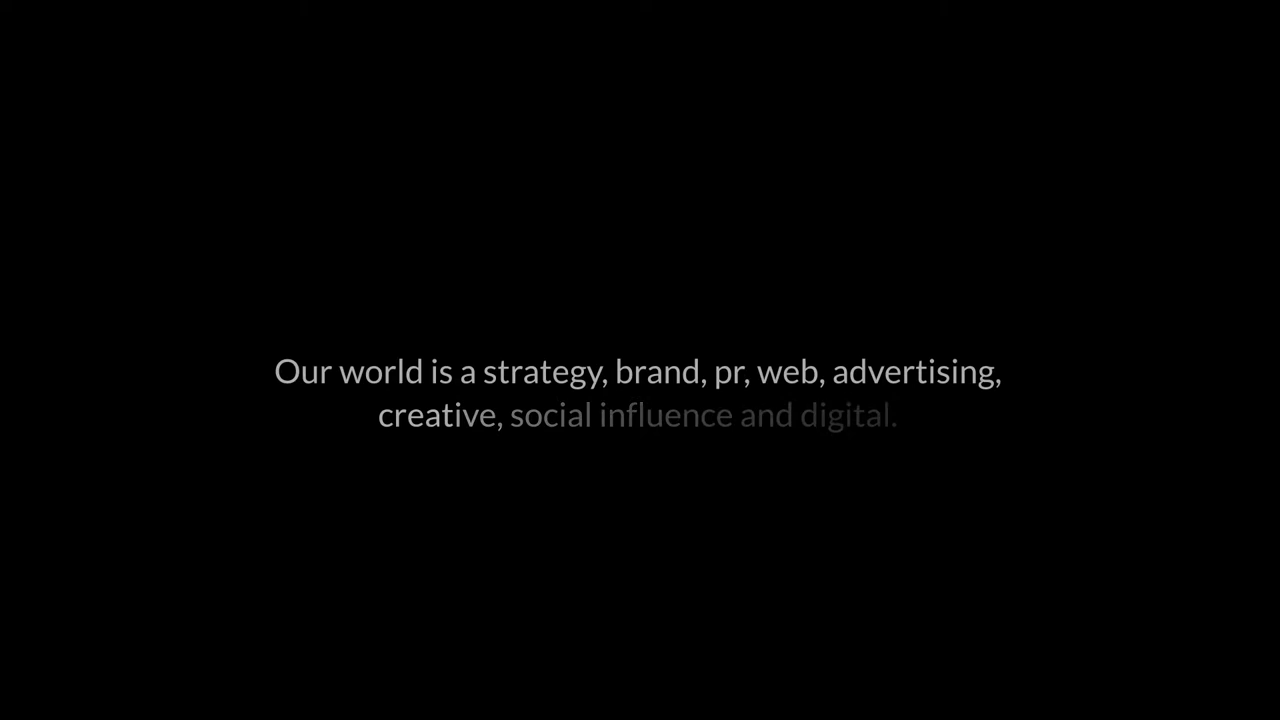 Our world is a strategy, brand, pr, web, advertising,
creative, social influence and digital.